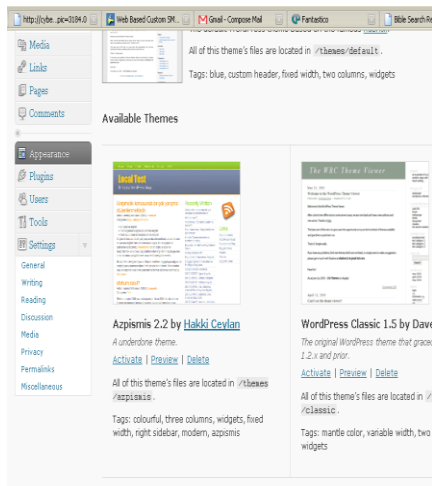 http://cybe...pic=3184.0
Web Based Custom SM...
Gmail - Compose Mail
Fantastico
Bible Search Re
Media
Links
Pages
Comments
Appearance
Plugins
Users
Tools
Settings
General
Writing
Reading
Discussion
Media
Privacy
Permalinks
Miscellaneous
All of this theme's files are located in /themes/default.
Tags: blue, custom header, fixed width, two columns, widgets
Available Themes
Local Test
Azpismis 2.2 by Hakki Ceylan
A underdone theme.
Activate | Preview | Delete
All of this theme's files are located in /themes
/azpismis.
Tags: colourful, three columns, widgets, fixed
width, right sidebar, modern, azpismis
The WRC Theme Viewer
WordPress Classic 1.5 by Dave
The original WordPress theme that graced
1.2.x and prior.
Activate | Preview | Delete
All of this theme's files are located in /
/classic.
Tags: mantle color, variable width, two
widgets